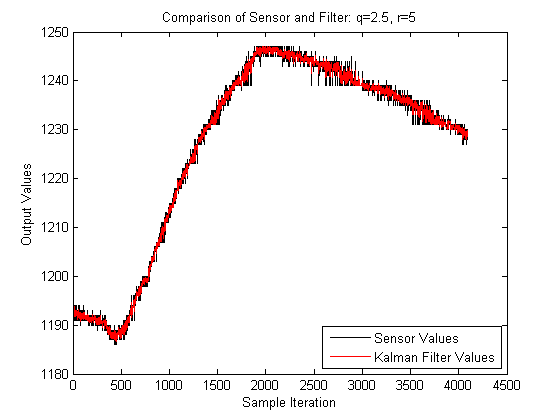 Comparison of Sensor and Filter: q=2.5, r=5
Output Values
1250
1240
1230
1220
1210
1200
1190
1180
0 500 1000 1500 2000 2500 3000 3500 4000 4500
Sample Iteration
Sensor Values
Kalman Filter Values